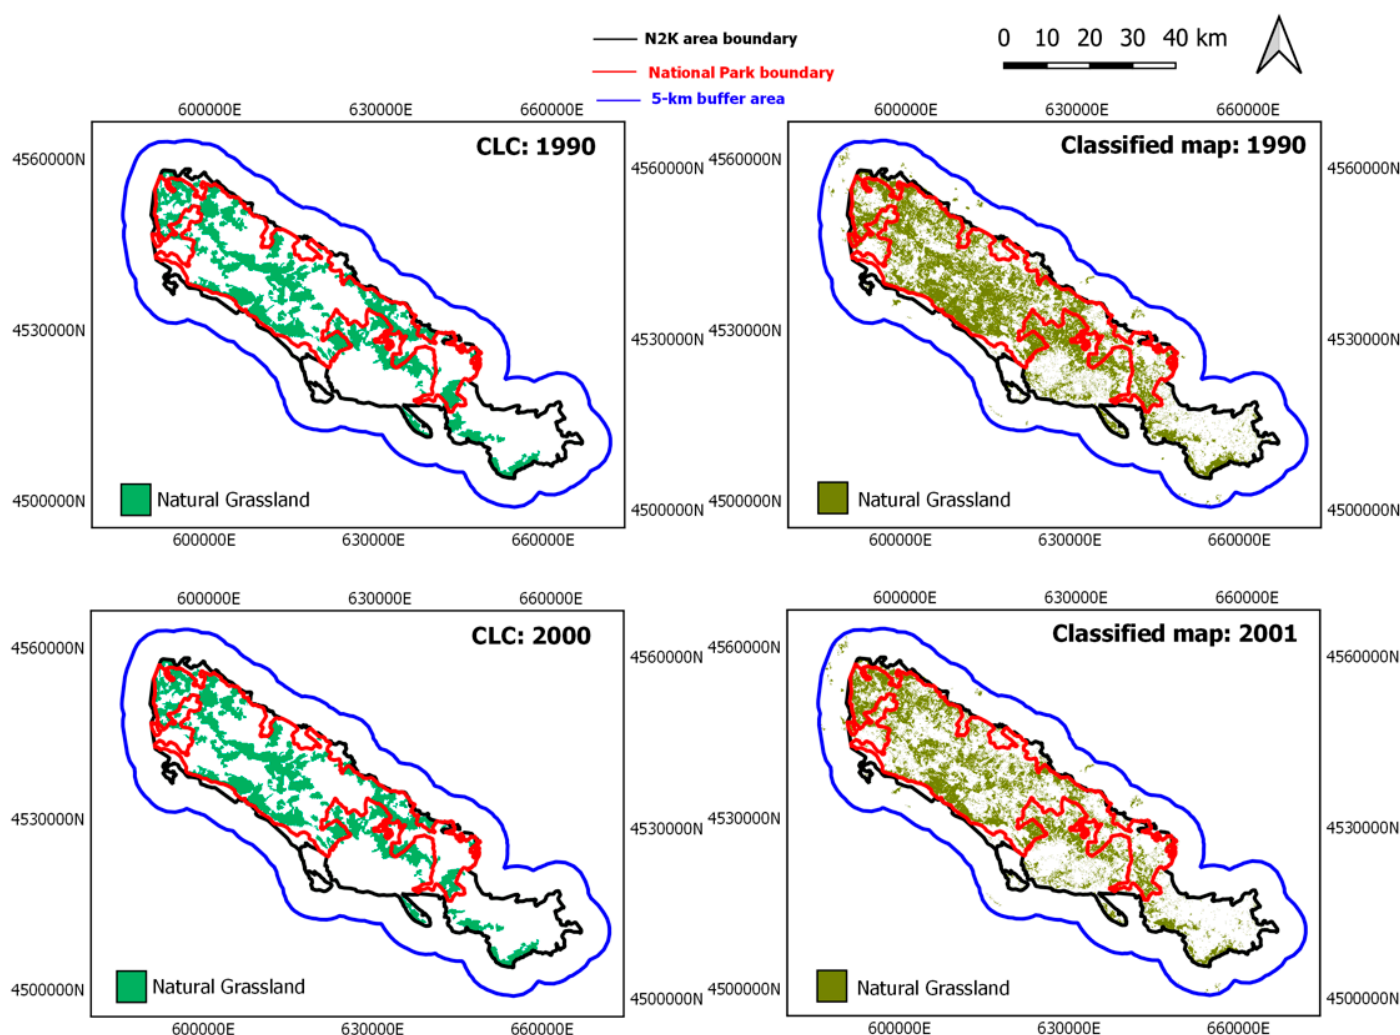 N2K area boundary
National Park boundary
5-km buffer area
0 10 20 30 40 km
600000E 630000E 660000E
4560000N
4530000N
4500000N
CLC: 1990
Natural Grassland
4560000N
4530000N
4500000N
600000E 630000E 660000E
600000E 630000E 660000E
4560000N
4530000N
4500000N
Classified map: 1990
Natural Grassland
4560000N
4530000N
4500000N
600000E 630000E 660000E
600000E 630000E 660000E
4560000N
4530000N
4500000N
CLC: 2000
Natural Grassland
4560000N
4530000N
4500000N
600000E 630000E 660000E
600000E 630000E 660000E
4560000N
4530000N
4500000N
Classified map: 2001
Natural Grassland
4560000N
4530000N
4500000N
600000E 630000E 660000E